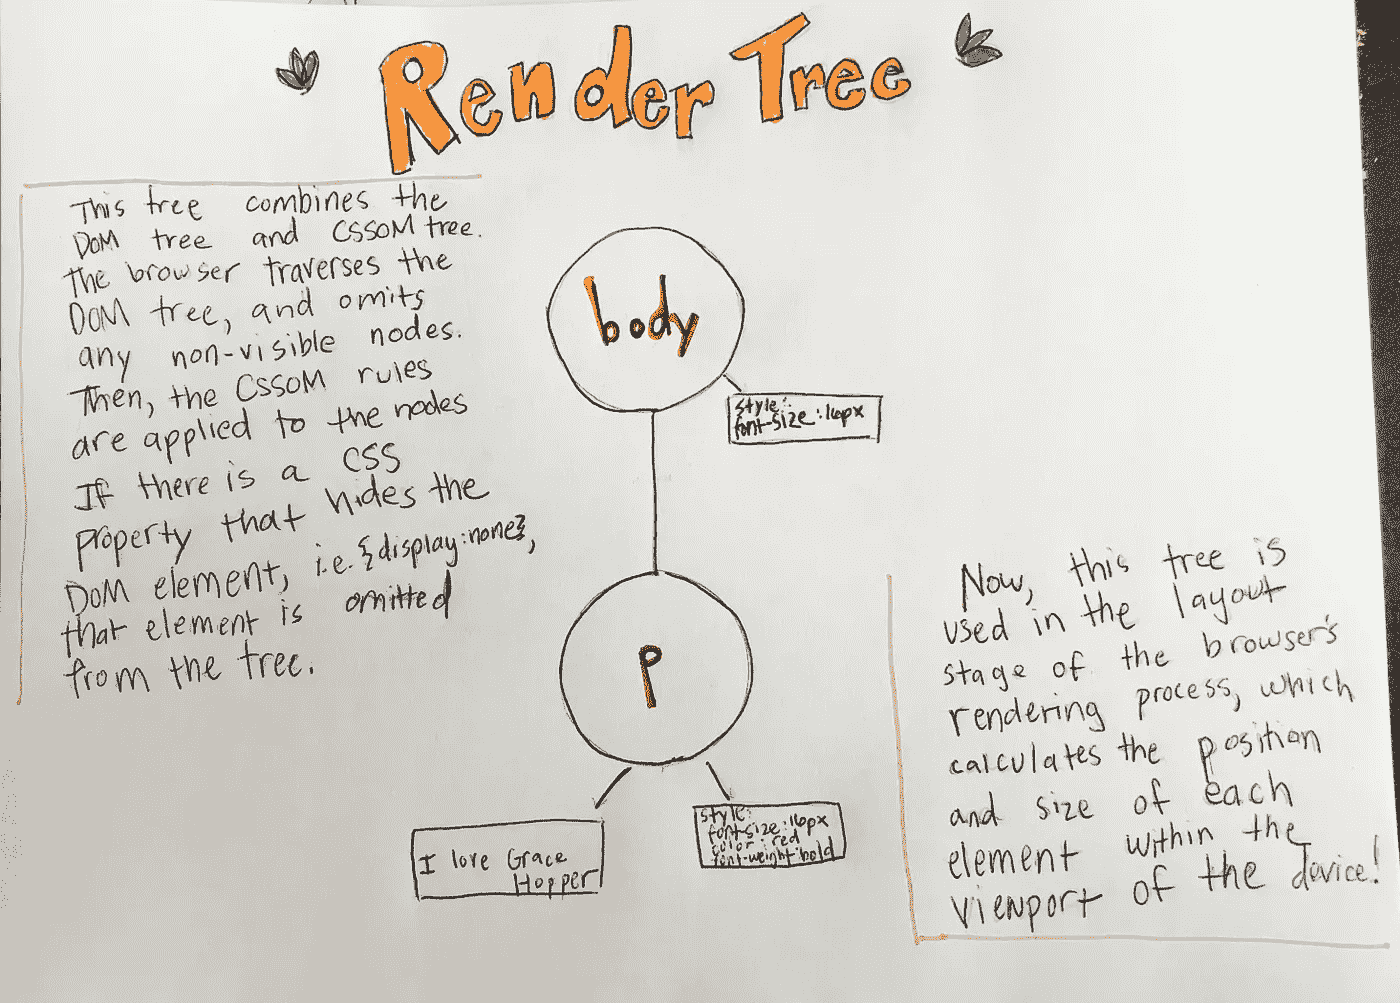 Render Tree
This tree combines the
DOM tree and CSSOM tree.
The browser traverses the
DOM tree, and omits
any non-visible nodes.
Then, the CSSOM rules
are applied to the nodes
If there is a CSS
property that hides the
DOM element, i.e. {display:none},
that element is omitted
from the tree.
body
style:
font-size:16px
p
I love Grace
Hopper
style:
font-size:16px
color:red
font-weight:bold
Now, this tree is
used in the layout
stage of the browser's
rendering process, which
calculates the position
and size of each
element within the
viewport of the device!